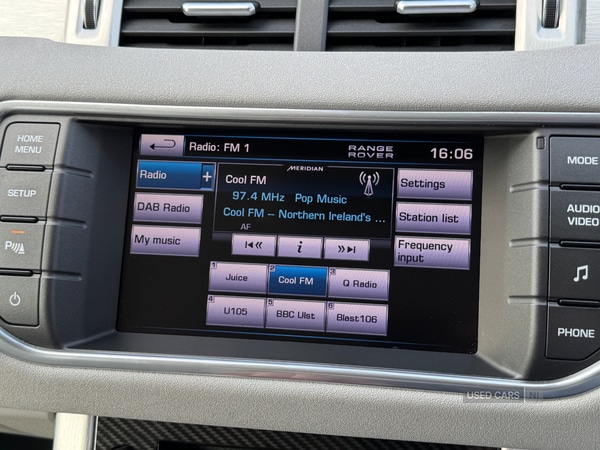 HOME
MENU
SETUP
P
Radio: FM 1
RANGE
ROVER
16:06
Radio
+
DAB Radio
My music
MERIDIAN
Cool FM
97.4 MHz Pop Music
Cool FM -- Northern Ireland's ...
AF
i
Settings
Station list
Frequency
input
1 Juice
2 Cool FM
3 Q Radio
4 U105
5 BBC Ulst
6 Blast106
MODE
AUDIO
VIDEO
PHONE
USED CARS NI